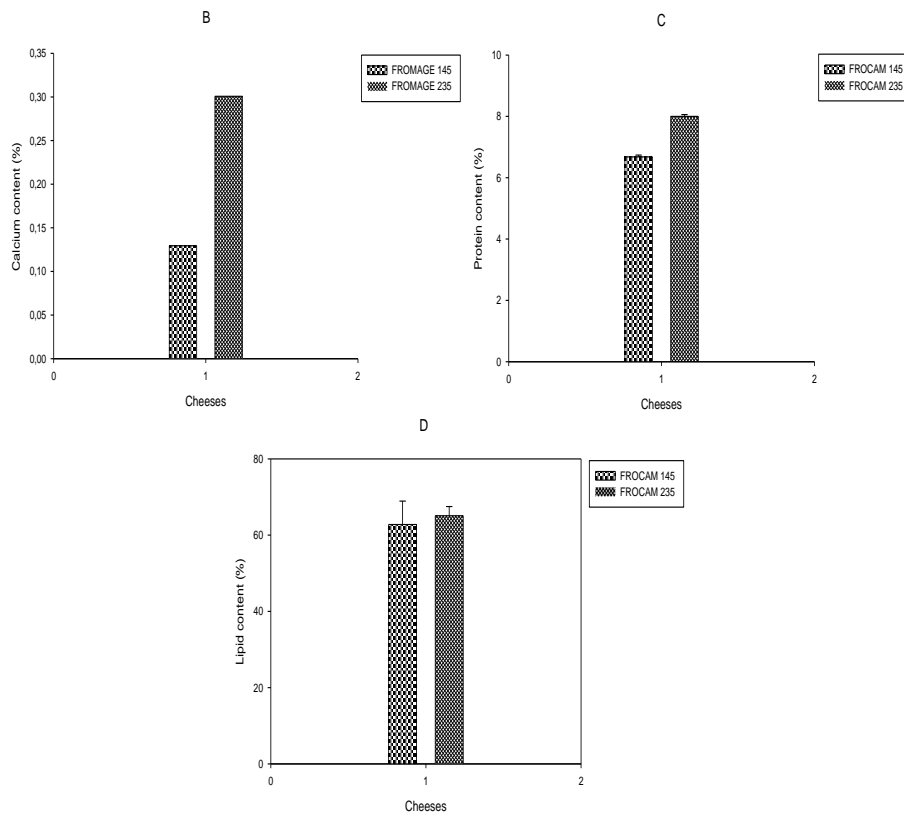 B
Calcium content (%)
0,35
0,30
0,25
0,20
0,15
0,10
0,05
0,00
0
1
2
Cheeses
FROMAGE 145
FROMAGE 235
C
Protein content (%)
10
8
6
4
2
0
0
1
2
Cheeses
FROCAM 145
FROCAM 235
D
Lipid content (%)
80
60
40
20
0
0
1
2
Cheeses
FROCAM 145
FROCAM 235